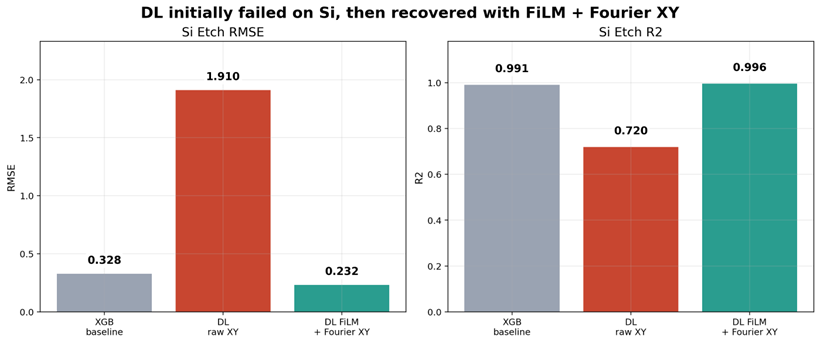 DL initially failed on Si, then recovered with FiLM + Fourier XY
Si Etch RMSE
RMSE
2.0
1.5
1.0
0.5
0.0
0.328
1.910
0.232
XGB
baseline
DL
raw XY
DL FiLM
+ Fourier XY
Si Etch R2
R2
1.0
0.8
0.6
0.4
0.2
0.0
0.991
0.720
0.996
XGB
baseline
DL
raw XY
DL FiLM
+ Fourier XY